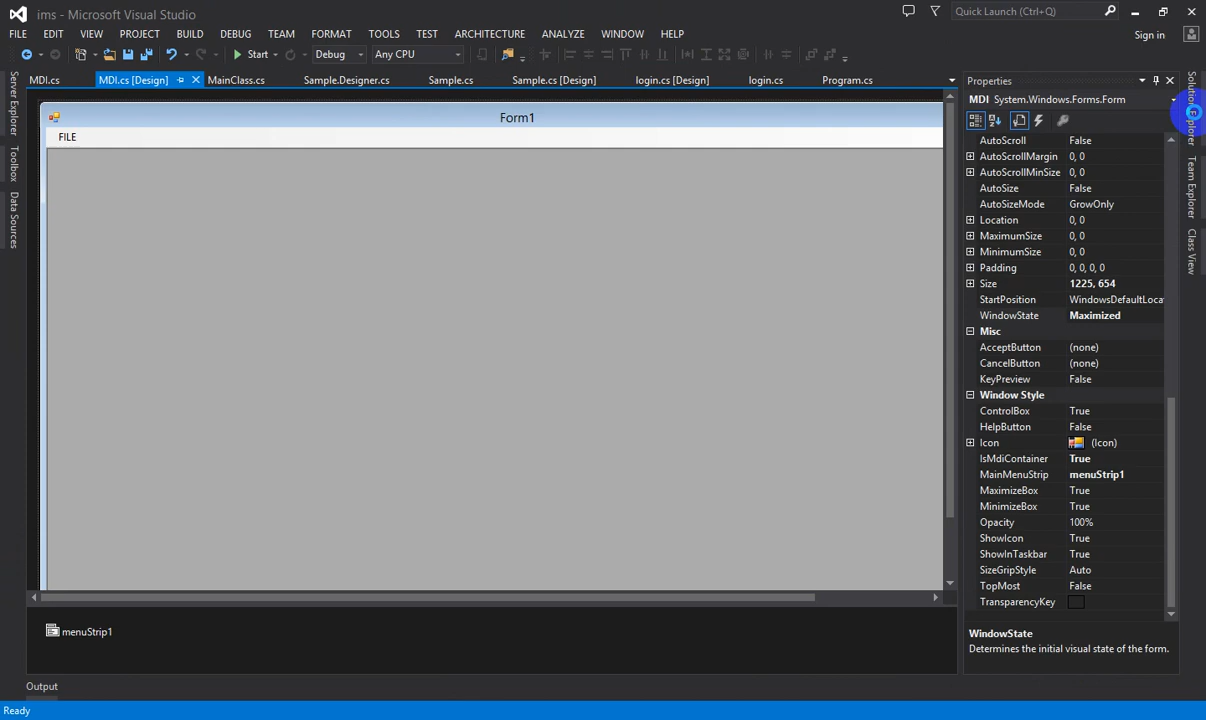 ims - Microsoft Visual Studio
Quick Launch (Ctrl+Q)
FILE EDIT VIEW PROJECT BUILD DEBUG TEAM FORMAT TOOLS TEST ARCHITECTURE ANALYZE WINDOW HELP
Sign in
Start Debug Any CPU
MDI.cs MDI.cs [Design] MainClass.cs Sample.Designer.cs Sample.cs Sample.cs [Design] login.cs [Design] login.cs Program.cs
Server Explorer
Toolbox
Data Sources
Form1
FILE
menuStrip1
Output
Ready
Properties
MDI System.Windows.Forms.Form
AutoScroll False
AutoScrollMargin 0, 0
AutoScrollMinSize 0, 0
AutoSize False
AutoSizeMode GrowOnly
Location 0, 0
MaximumSize 0, 0
MinimumSize 0, 0
Padding 0, 0, 0, 0
Size 1225, 654
StartPosition WindowsDefaultLoca
WindowState Maximized
Misc
AcceptButton (none)
CancelButton (none)
KeyPreview False
Window Style
ControlBox True
HelpButton False
Icon (Icon)
IsMdiContainer True
MainMenuStrip menuStrip1
MaximizeBox True
MinimizeBox True
Opacity 100%
ShowIcon True
ShowInTaskbar True
SizeGripStyle Auto
TopMost False
TransparencyKey
WindowState
Determines the initial visual state of the form.
Solution Explorer
Team Explorer
Class View